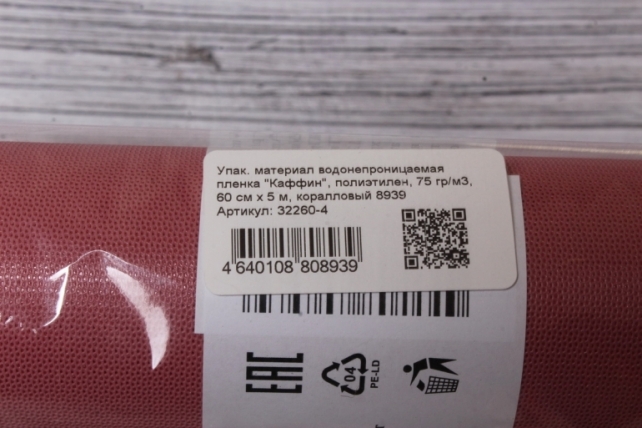 Упак. материал водонепроницаемая
пленка "Каффин", полиэтилен, 75 гр/м3,
60 см х 5 м, коралловый 8939
Артикул: 32260-4
4 640108 808939
EAC
04
PE-LD